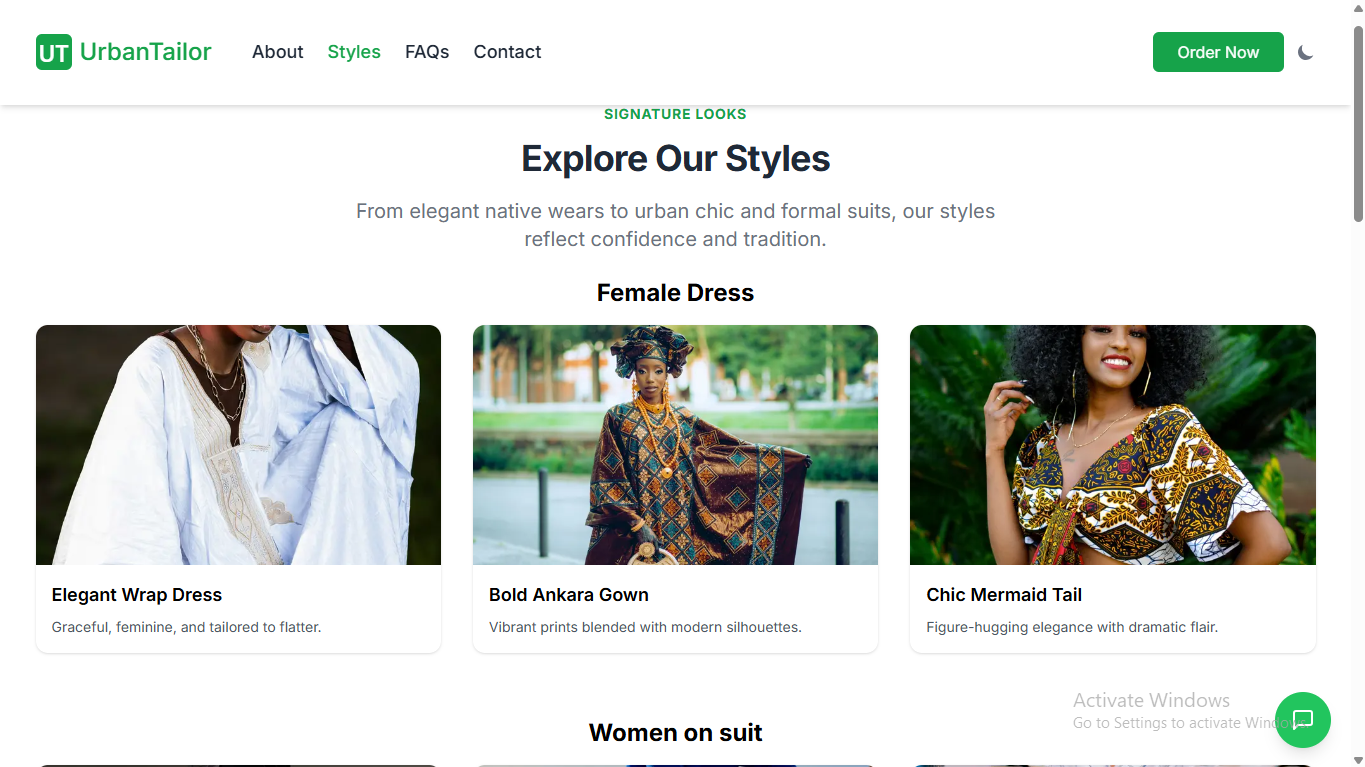 UT UrbanTailor About Styles FAQs Contact Order Now
SIGNATURE LOOKS
Explore Our Styles
From elegant native wears to urban chic and formal suits, our styles
reflect confidence and tradition.
Female Dress
Elegant Wrap Dress
Graceful, feminine, and tailored to flatter.
Bold Ankara Gown
Vibrant prints blended with modern silhouettes.
Chic Mermaid Tail
Figure-hugging elegance with dramatic flair.
Women on suit
Activate Windows
Go to Settings to activate Windows.